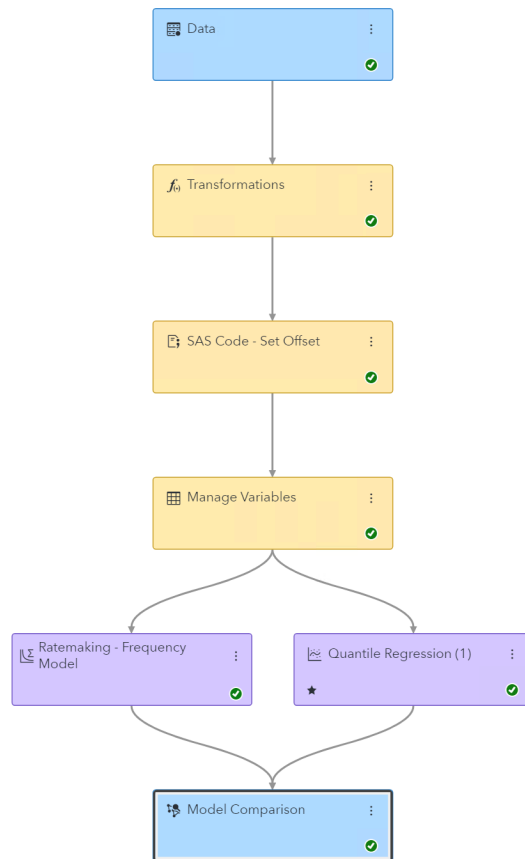 Data
Transformations
SAS Code - Set Offset
Manage Variables
Ratemaking - Frequency
Model
Quantile Regression (1)
Model Comparison